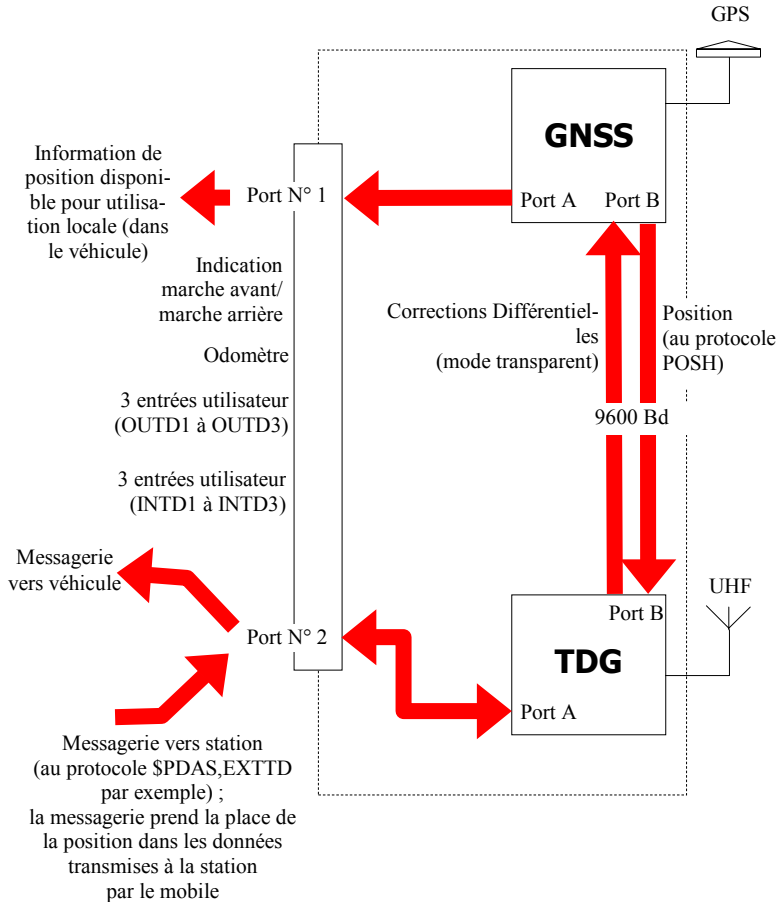 GPS
GNSS
Port A
Port B
Information de
position disponi-
ble pour utilisa-
tion locale (dans
le véhicule)
Port N° 1
Indication
marche avant/
marche arrière
Odomètre
3 entrées utilisateur
(OUTD1 à OUTD3)
3 entrées utilisateur
(INTD1 à INTD3)
Corrections Différentiel-
les
(mode transparent)
Position
(au protocole
POSH)
9600 Bd
Messagerie
vers véhicule
Port N° 2
UHF
Port B
TDG
Port A
Messagerie vers station
(au protocole $PDAS,EXTTD
par exemple) ;
la messagerie prend la place de
la position dans les données
transmises à la station
par le mobile